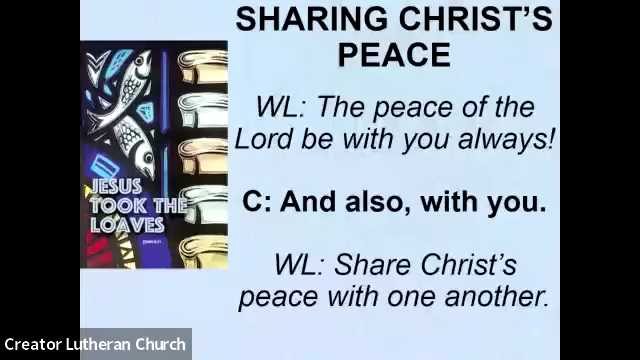 SHARING CHRIST'S
PEACE
WL: The peace of the
Lord be with you always!
C: And also, with you.
WL: Share Christ's
peace with one another.
JESUS
TOOK THE
LOAVES
Creator Lutheran Church